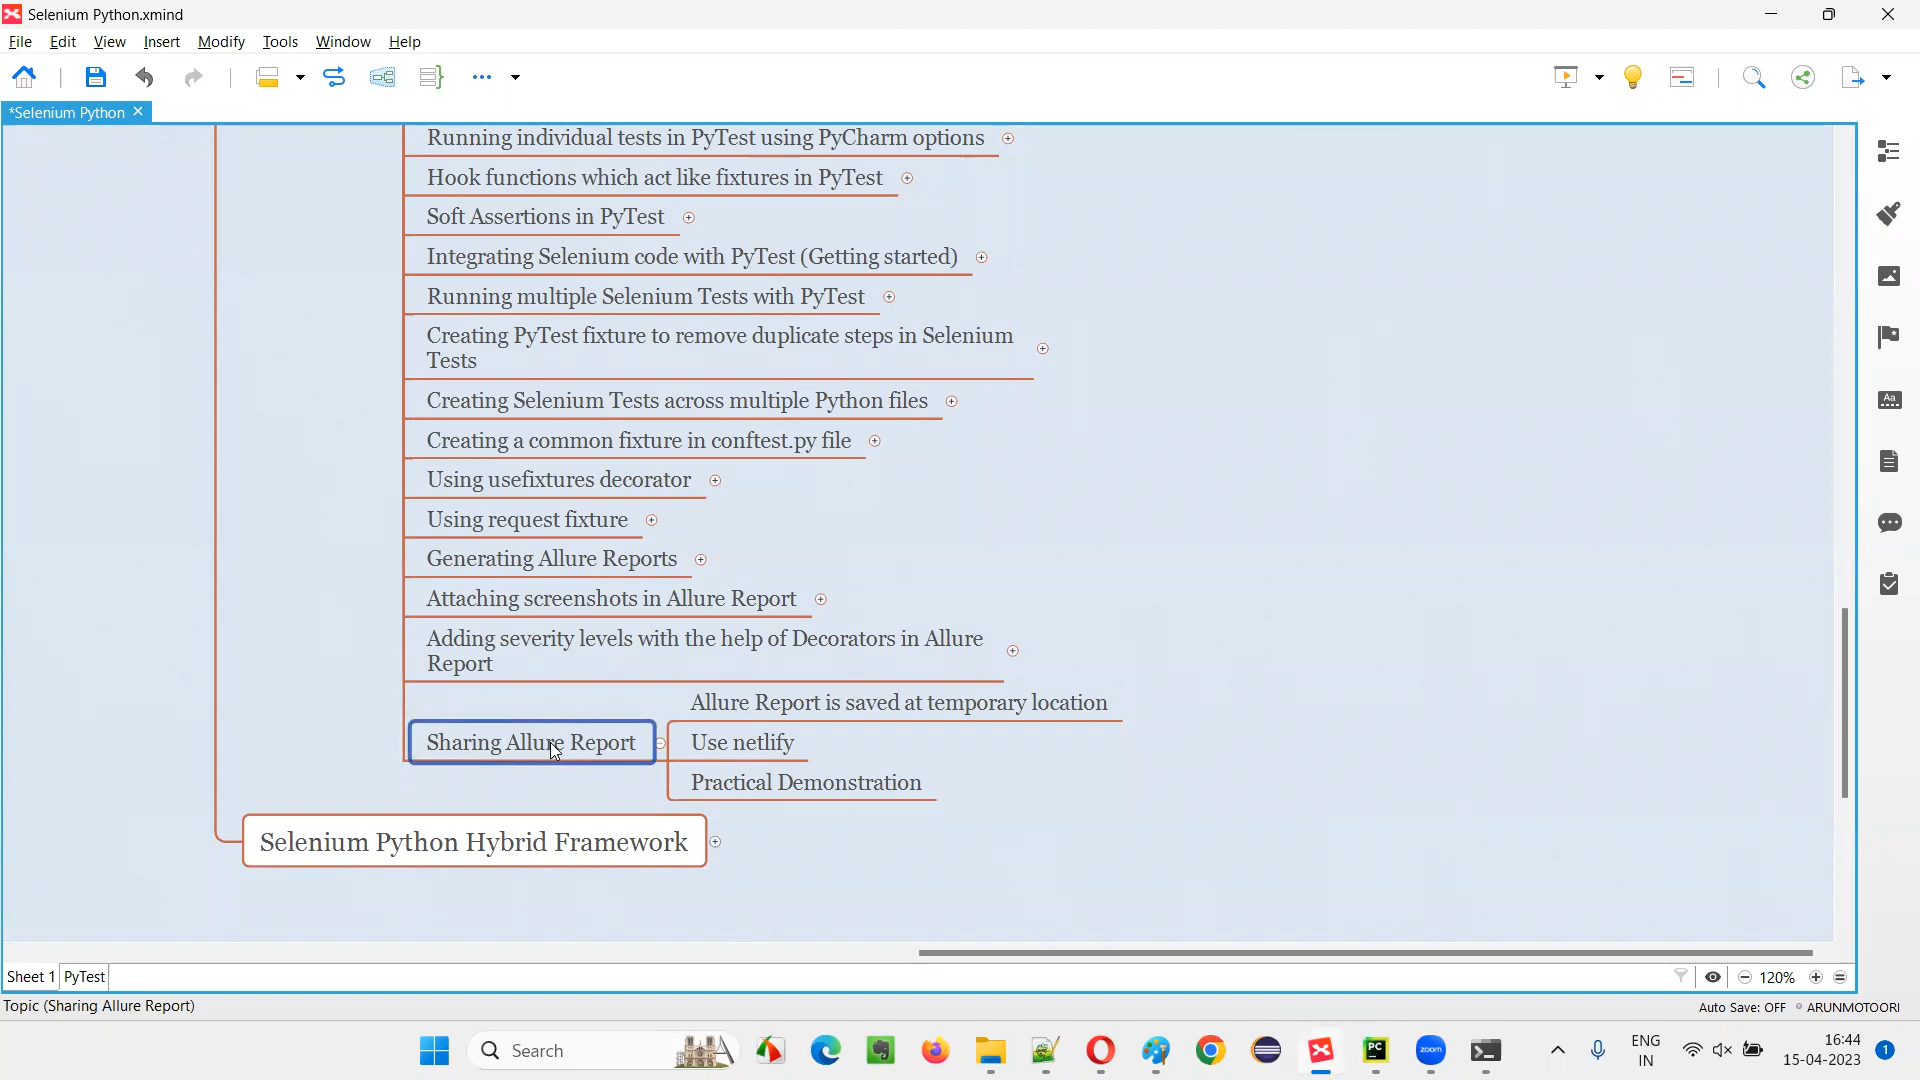 Selenium Python.xmind
File Edit View Insert Modify Tools Window Help
*Selenium Python
Running individual tests in PyTest using PyCharm options
Hook functions which act like fixtures in PyTest
Soft Assertions in PyTest
Integrating Selenium code with PyTest (Getting started)
Running multiple Selenium Tests with PyTest
Creating PyTest fixture to remove duplicate steps in Selenium
Tests
Creating Selenium Tests across multiple Python files
Creating a common fixture in conftest.py file
Using usefixtures decorator
Using request fixture
Generating Allure Reports
Attaching screenshots in Allure Report
Adding severity levels with the help of Decorators in Allure
Report
Allure Report is saved at temporary location
Sharing Allure Report
Use netlify
Practical Demonstration
Selenium Python Hybrid Framework
Sheet 1 PyTest
120%
Topic (Sharing Allure Report)
Auto Save: OFF ARUNMOTOORI
Search
zoom
PC
Aa
ENG
IN
16:44
15-04-2023
1